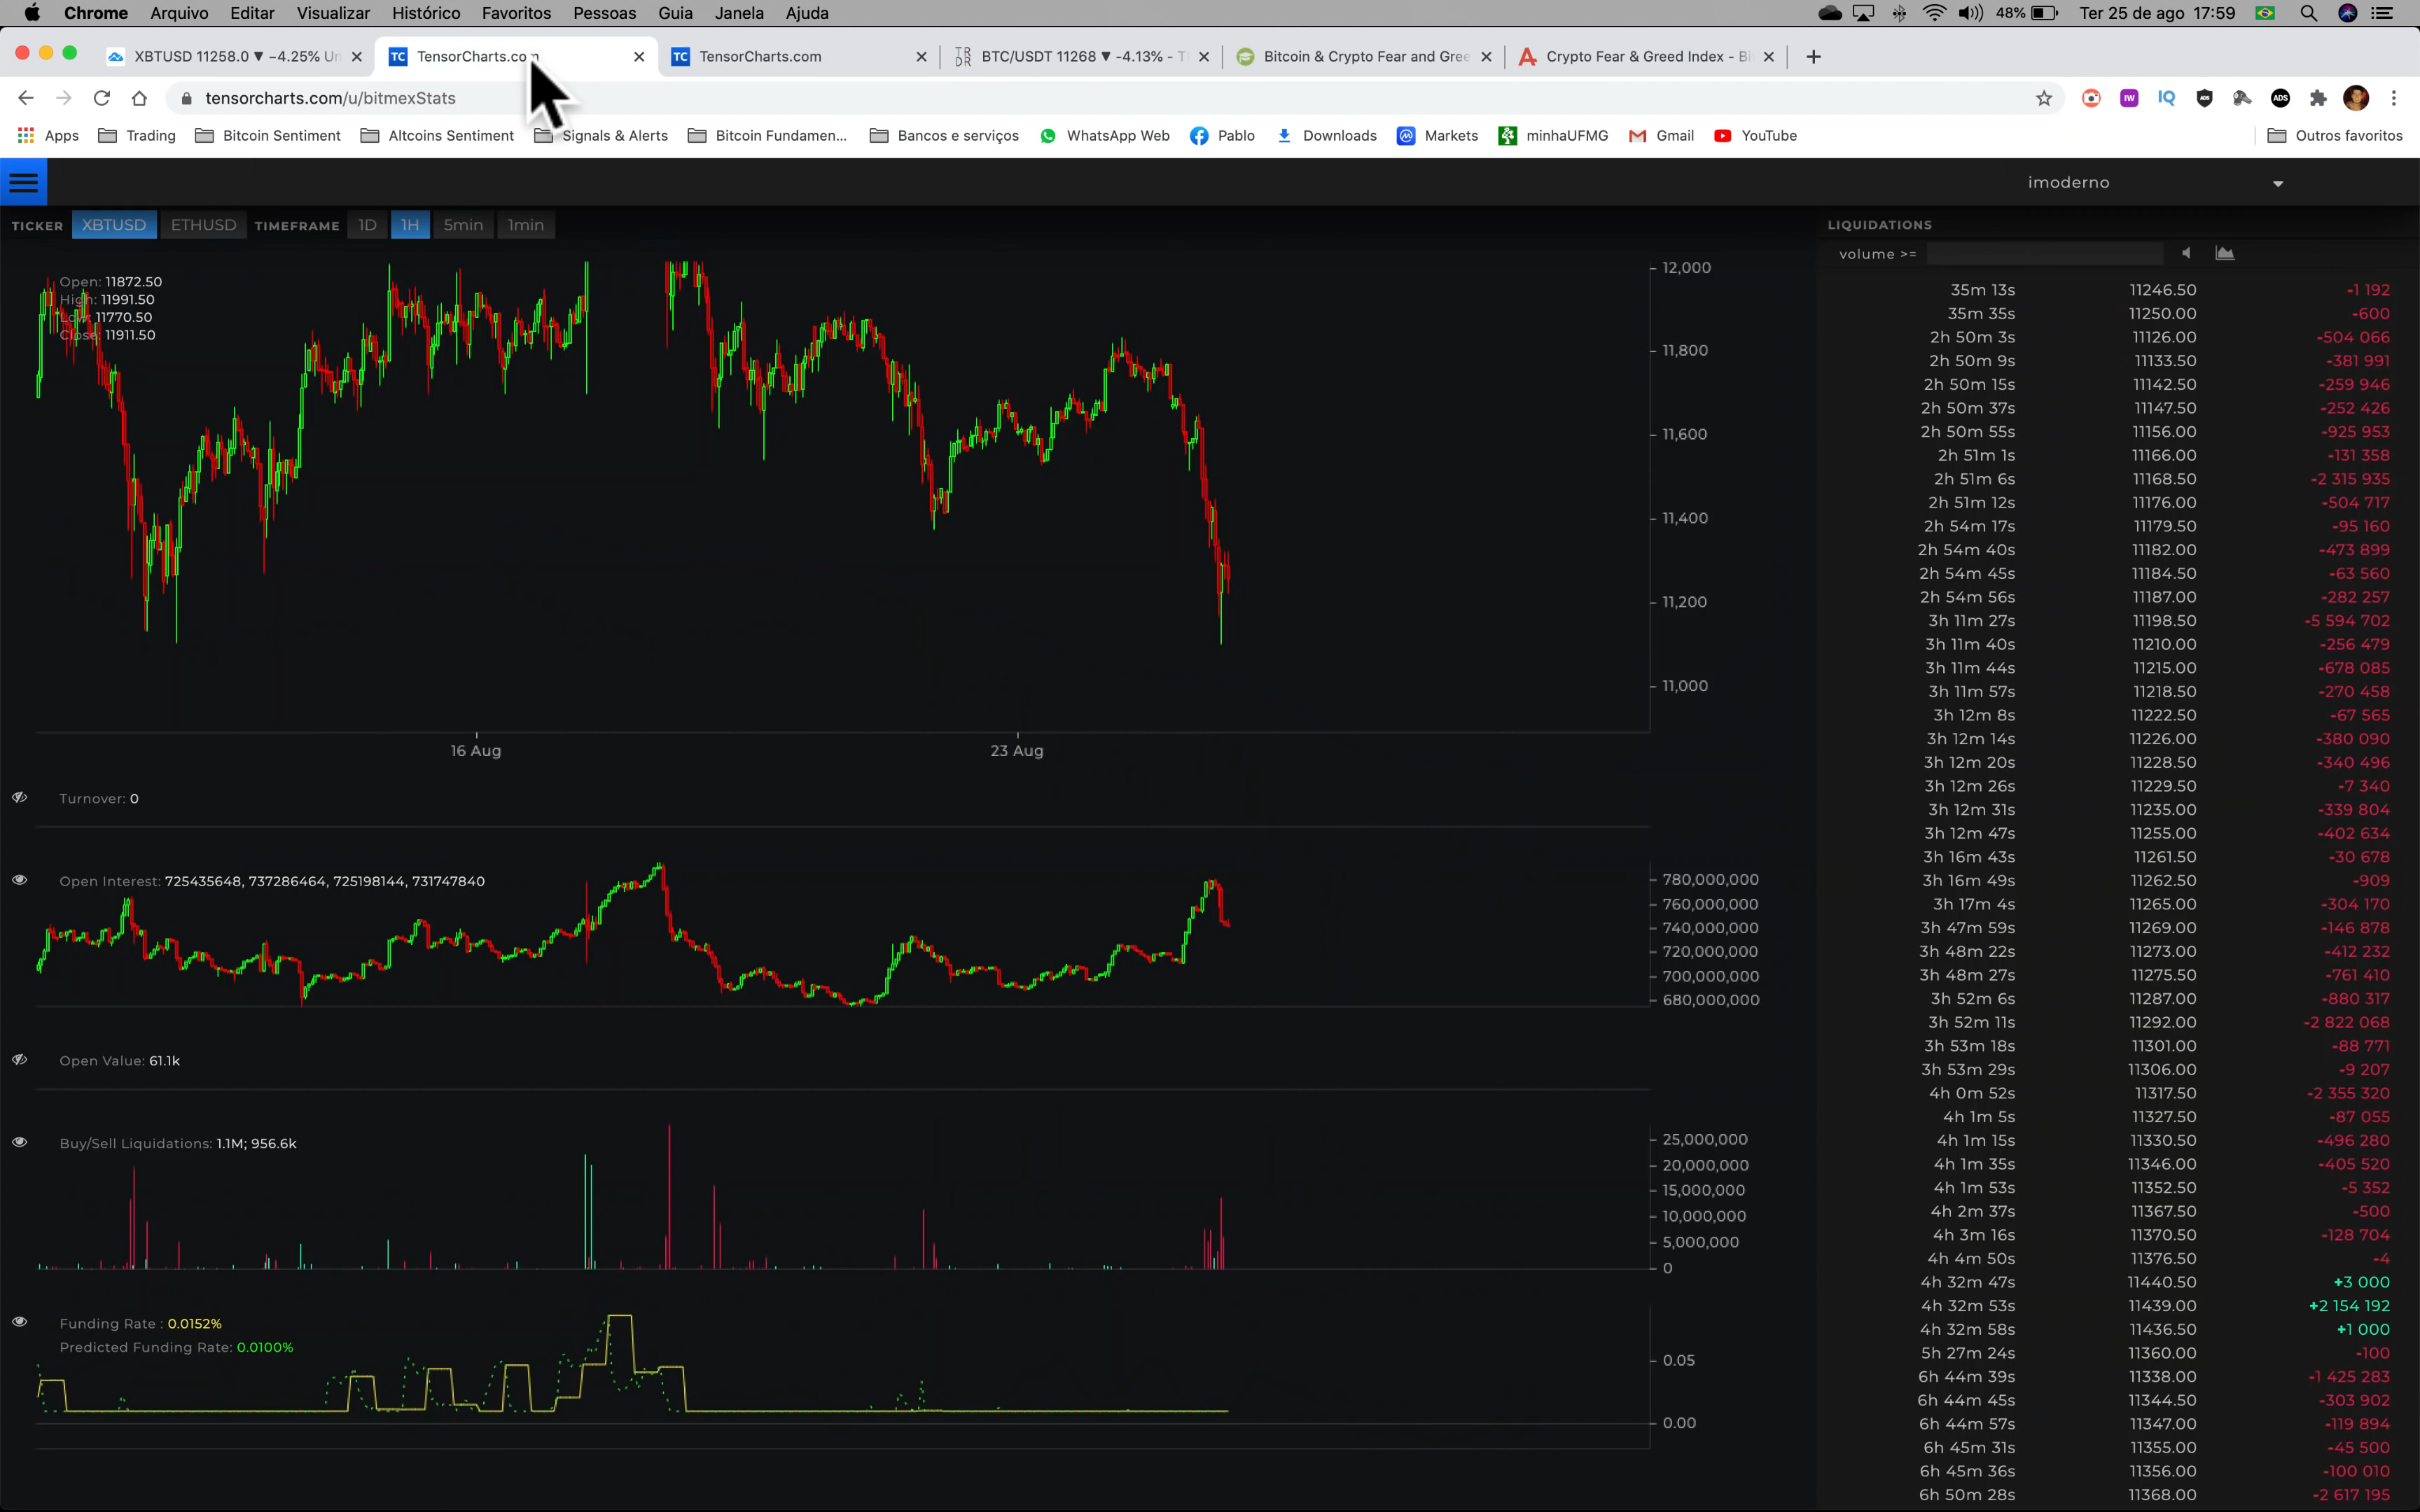 Chrome Arquivo Editar Visualizar Histórico Favoritos Pessoas Guia Janela Ajuda 48% Ter 25 de ago 17:59
XBTUSD 11258.0 ▼ −4.25% Un TensorCharts.com TensorCharts.com BTC/USDT 11268 ▼ -4.13% - T Bitcoin & Crypto Fear and Gree Crypto Fear & Greed Index - Bi
tensorcharts.com/u/bitmexStats
Apps Trading Bitcoin Sentiment Altcoins Sentiment Signals & Alerts Bitcoin Fundamen... Bancos e serviços WhatsApp Web Pablo Downloads Markets minhaUFMG Gmail YouTube Outros favoritos
imoderno
TICKER XBTUSD ETHUSD TIMEFRAME 1D 1H 5min 1min
Open: 11872.50
High: 11991.50
Low: 11770.50
Close: 11911.50
12,000
11,800
11,600
11,400
11,200
11,000
16 Aug 23 Aug
Turnover: 0
Open Interest: 725435648, 737286464, 725198144, 731747840
780,000,000
760,000,000
740,000,000
720,000,000
700,000,000
680,000,000
Open Value: 61.1k
Buy/Sell Liquidations: 1.1M; 956.6k
25,000,000
20,000,000
15,000,000
10,000,000
5,000,000
0
Funding Rate : 0.0152%
Predicted Funding Rate: 0.0100%
0.05
0.00
LIQUIDATIONS
volume >=
35m 13s 11246.50 -1 192
35m 35s 11250.00 -600
2h 50m 3s 11126.00 -504 066
2h 50m 9s 11133.50 -381 991
2h 50m 15s 11142.50 -259 946
2h 50m 37s 11147.50 -252 426
2h 50m 55s 11156.00 -925 953
2h 51m 1s 11166.00 -131 358
2h 51m 6s 11168.50 -2 315 935
2h 51m 12s 11176.00 -504 717
2h 54m 17s 11179.50 -95 160
2h 54m 40s 11182.00 -473 899
2h 54m 45s 11184.50 -63 560
2h 54m 56s 11187.00 -282 257
3h 11m 27s 11198.50 -5 594 702
3h 11m 40s 11210.00 -256 479
3h 11m 44s 11215.00 -678 085
3h 11m 57s 11218.50 -270 458
3h 12m 8s 11222.50 -67 565
3h 12m 14s 11226.00 -380 090
3h 12m 20s 11228.50 -340 496
3h 12m 26s 11229.50 -7 340
3h 12m 31s 11235.00 -339 804
3h 12m 47s 11255.00 -402 634
3h 16m 43s 11261.50 -30 678
3h 16m 49s 11262.50 -909
3h 17m 4s 11265.00 -304 170
3h 47m 59s 11269.00 -146 878
3h 48m 22s 11273.00 -412 232
3h 48m 27s 11275.50 -761 410
3h 52m 6s 11287.00 -880 317
3h 52m 11s 11292.00 -2 822 068
3h 53m 18s 11301.00 -88 771
3h 53m 29s 11306.00 -9 207
4h 0m 52s 11317.50 -2 355 320
4h 1m 5s 11327.50 -87 055
4h 1m 15s 11330.50 -496 280
4h 1m 35s 11346.00 -405 520
4h 1m 53s 11352.50 -5 352
4h 2m 37s 11367.50 -500
4h 3m 16s 11370.50 -128 704
4h 4m 50s 11376.50 -4
4h 32m 47s 11440.50 +3 000
4h 32m 53s 11439.00 +2 154 192
4h 32m 58s 11436.50 +1 000
5h 27m 24s 11360.00 -100
6h 44m 39s 11338.00 -1 425 283
6h 44m 45s 11344.50 -303 902
6h 44m 57s 11347.00 -119 894
6h 45m 31s 11355.00 -45 500
6h 45m 36s 11356.00 -100 010
6h 50m 28s 11368.00 -2 617 195